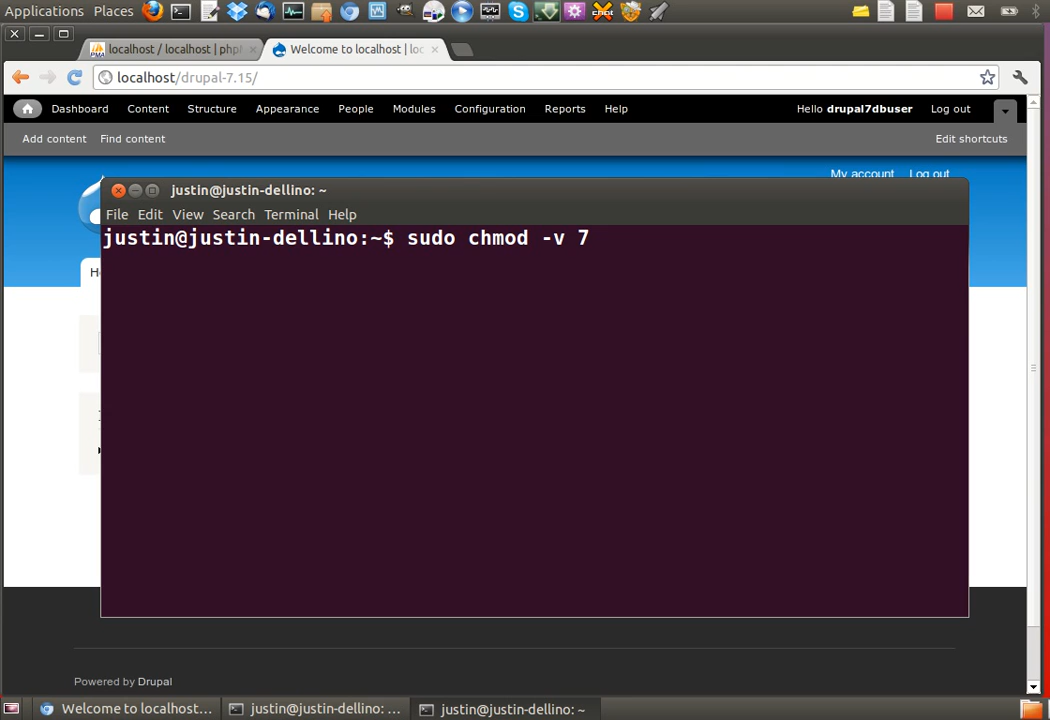 Applications Places
localhost / localhost | php
Welcome to localhost | loc
localhost/drupal-7.15/
Dashboard Content Structure Appearance People Modules Configuration Reports Help Hello drupal7dbuser Log out
Add content Find content Edit shortcuts
My account Log out
justin@justin-dellino: ~
File Edit View Search Terminal Help
justin@justin-dellino:~$ sudo chmod -v 7
Powered by Drupal
Welcome to localhost... justin@justin-dellino: ... justin@justin-dellino: ~